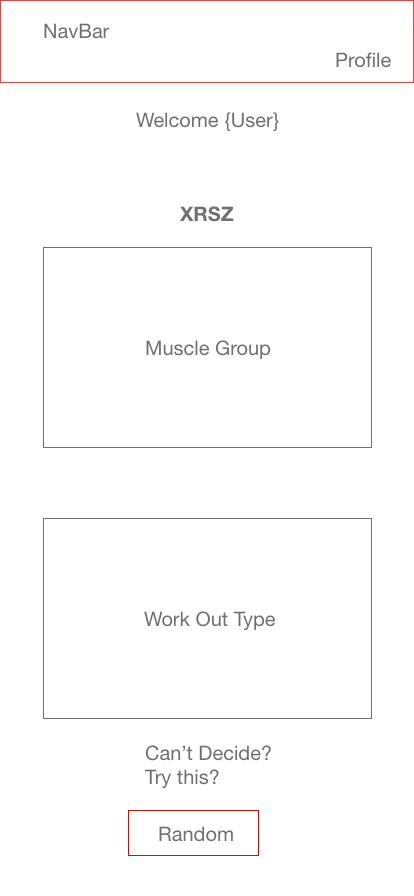 NavBar
Profile
Welcome {User}
XRSZ
Muscle Group
Work Out Type
Can’t Decide?
Try this?
Random